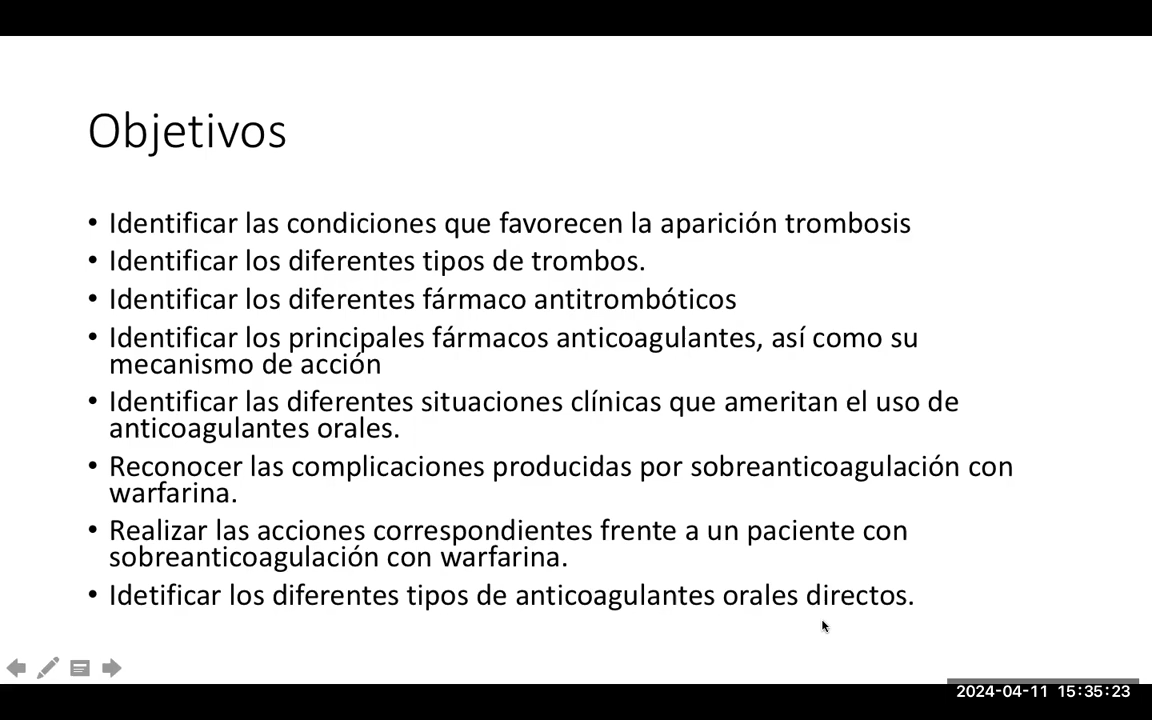 Objetivos
• Identificar las condiciones que favorecen la aparición trombosis
• Identificar los diferentes tipos de trombos.
• Identificar los diferentes fármaco antitrombóticos
• Identificar los principales fármacos anticoagulantes, así como su
mecanismo de acción
• Identificar las diferentes situaciones clínicas que ameritan el uso de
anticoagulantes orales.
• Reconocer las complicaciones producidas por sobreanticoagulación con
warfarina.
• Realizar las acciones correspondientes frente a un paciente con
sobreanticoagulación con warfarina.
• Idetificar los diferentes tipos de anticoagulantes orales directos.
2024-04-11 15:35:23